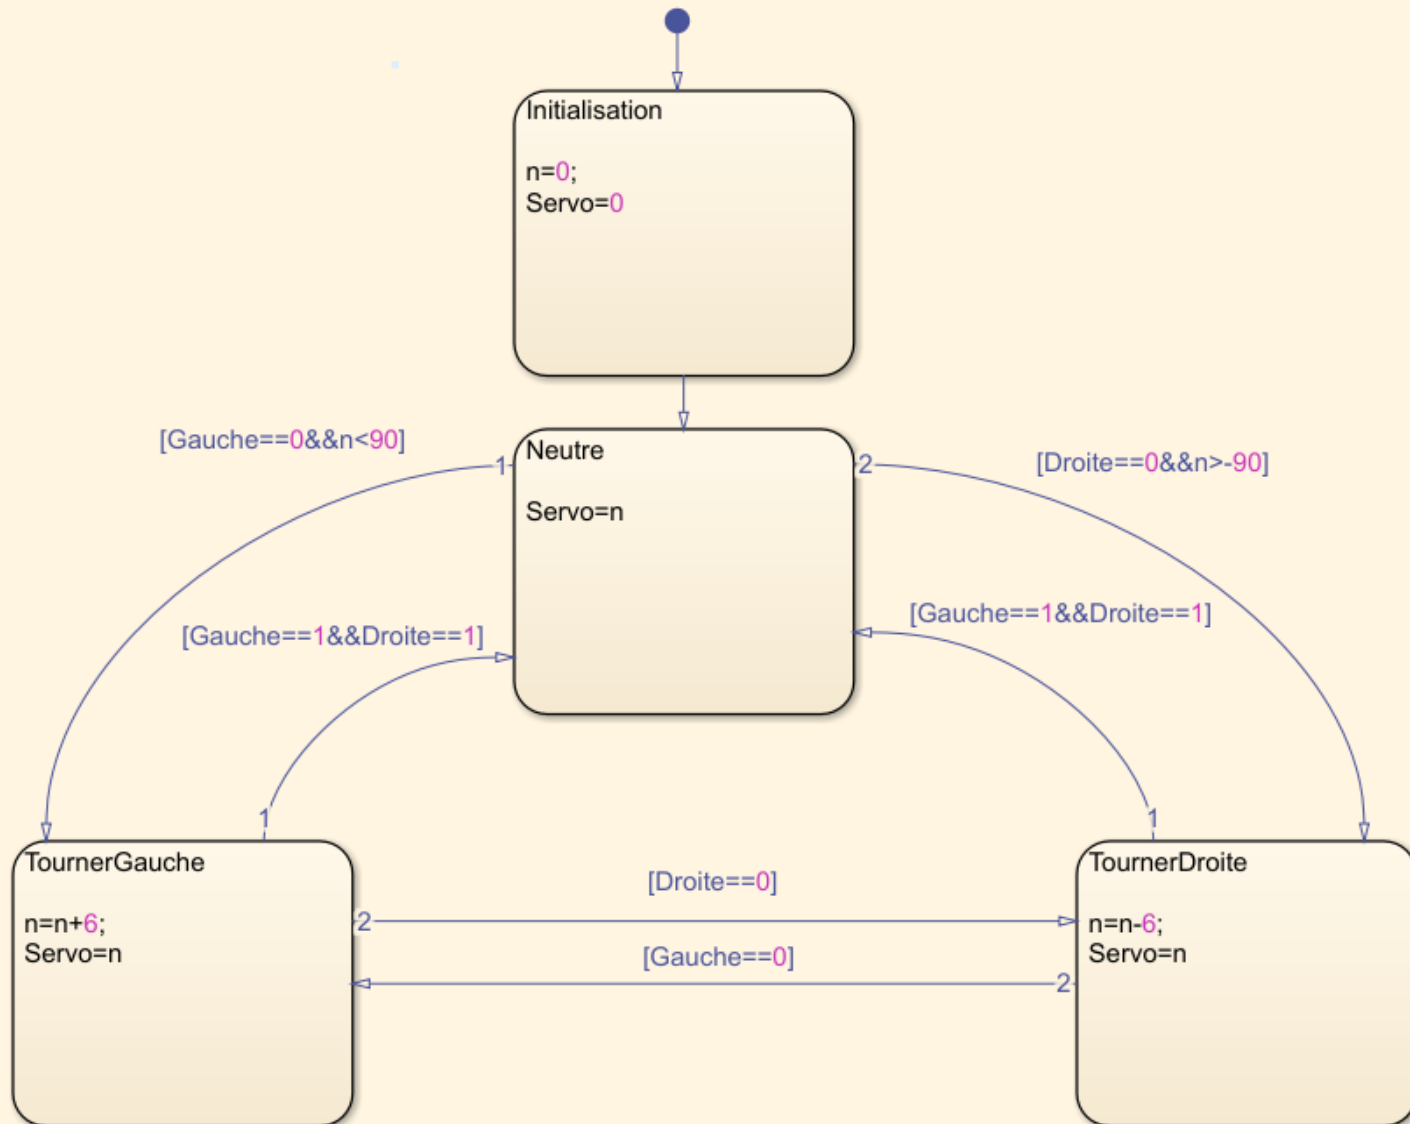 Initialisation
n=0;
Servo=0
[Gauche==0&&n<90]
1
Neutre
2
[Droite==0&&n>-90]
Servo=n
[Gauche==1&&Droite==1]
[Gauche==1&&Droite==1]
1
1
TournerGauche
n=n+6;
Servo=n
[Droite==0]
2
[Gauche==0]
2
TournerDroite
n=n-6;
Servo=n